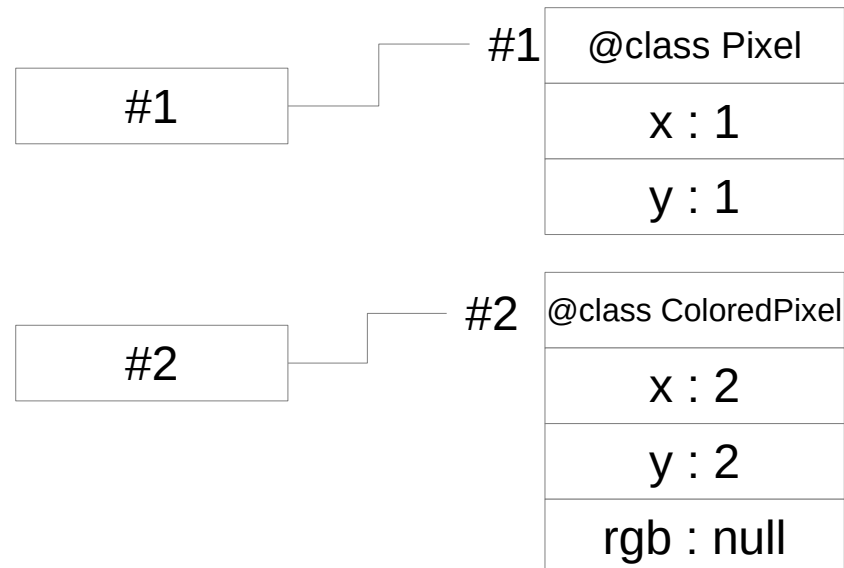 #1
#1
@class Pixel
x : 1
y : 1
#2
#2
@class ColoredPixel
x : 2
y : 2
rgb : null